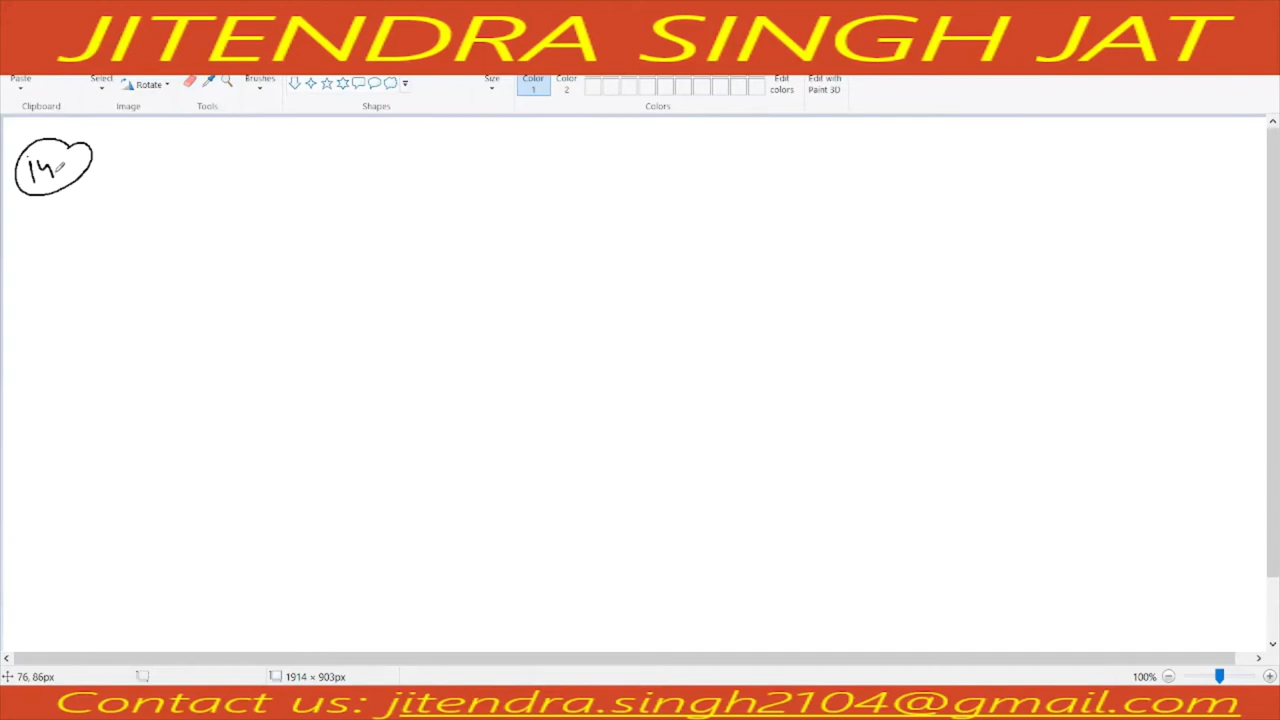 JITENDRA SINGH JAT
Paste
Select
Rotate
Brushes
Size
Color
1
Color
2
Edit
colors
Edit with
Paint 3D
Clipboard
Image
Tools
Shapes
Colors
14
76, 86px
1914 × 903px
100%
Contact us: jitendra.singh2104@gmail.com